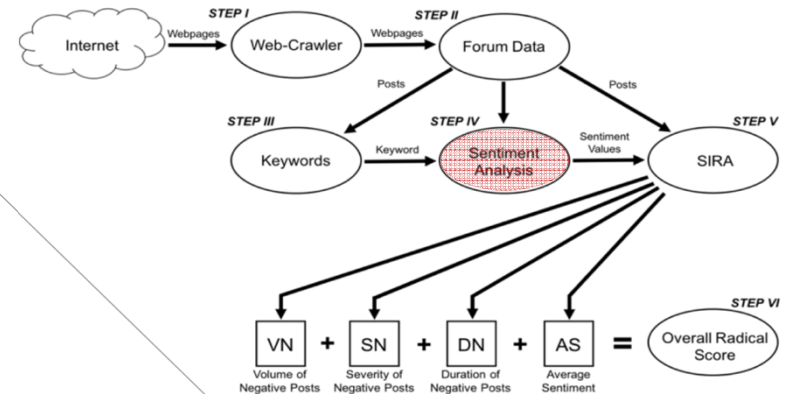 STEP I
STEP II
Internet
Webpages
Web-Crawler
Webpages
Forum Data
Posts
Posts
STEP III
STEP IV
STEP V
Keywords
Keyword
Sentiment
Analysis
Sentiment
Values
SIRA
STEP VI
VN
+
SN
+
DN
+
AS
=
Overall Radical
Score
Volume of
Negative Posts
Severity of
Negative Posts
Duration of
Negative Posts
Average
Sentiment